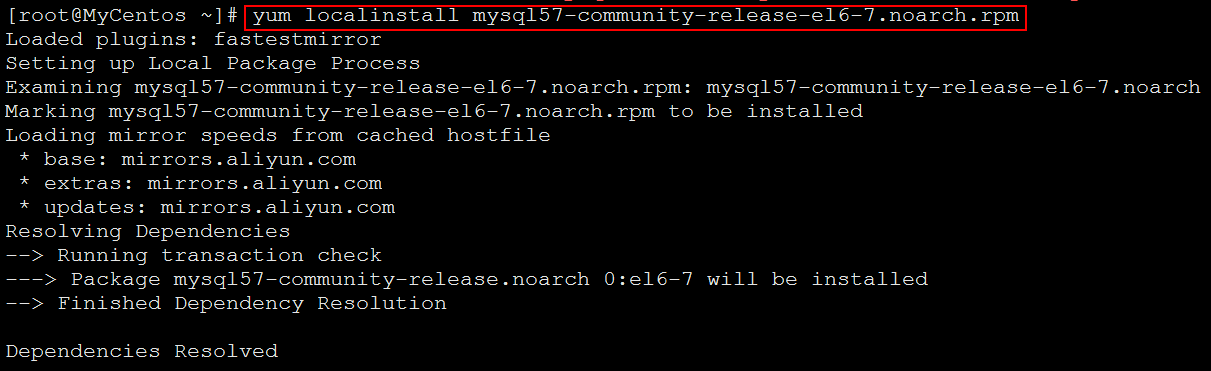 [root@MyCentos ~]# yum localinstall mysql57-community-release-el6-7.noarch.rpm
Loaded plugins: fastestmirror
Setting up Local Package Process
Examining mysql57-community-release-el6-7.noarch.rpm: mysql57-community-release-el6-7.noarch
Marking mysql57-community-release-el6-7.noarch.rpm to be installed
Loading mirror speeds from cached hostfile
 * base: mirrors.aliyun.com
 * extras: mirrors.aliyun.com
 * updates: mirrors.aliyun.com
Resolving Dependencies
--> Running transaction check
---> Package mysql57-community-release.noarch 0:el6-7 will be installed
--> Finished Dependency Resolution

Dependencies Resolved